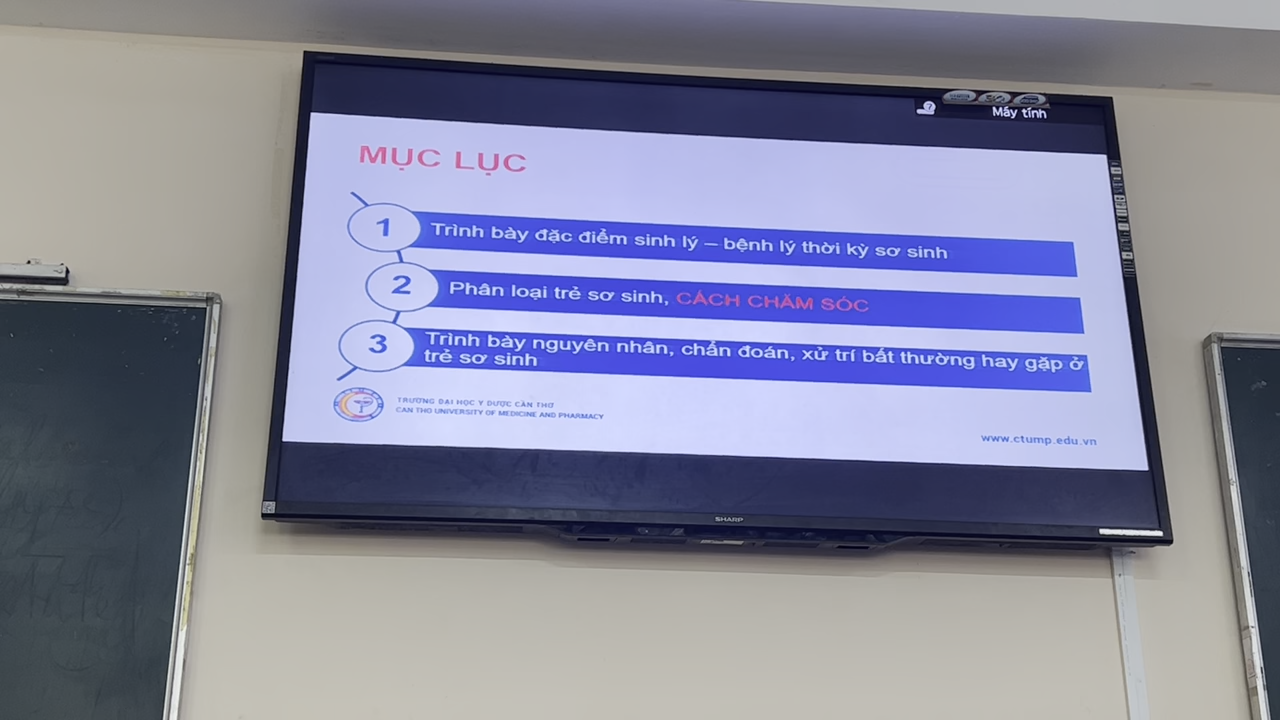 Máy tính
MỤC LỤC
1
Trình bày đặc điểm sinh lý – bệnh lý thời kỳ sơ sinh
2
Phân loại trẻ sơ sinh, CÁCH CHĂM SÓC
3
Trình bày nguyên nhân, chẩn đoán, xử trí bất thường hay gặp ở
trẻ sơ sinh
TRƯỜNG ĐẠI HỌC Y DƯỢC CẦN THƠ
CAN THO UNIVERSITY OF MEDICINE AND PHARMACY
www.ctump.edu.vn
SHARP